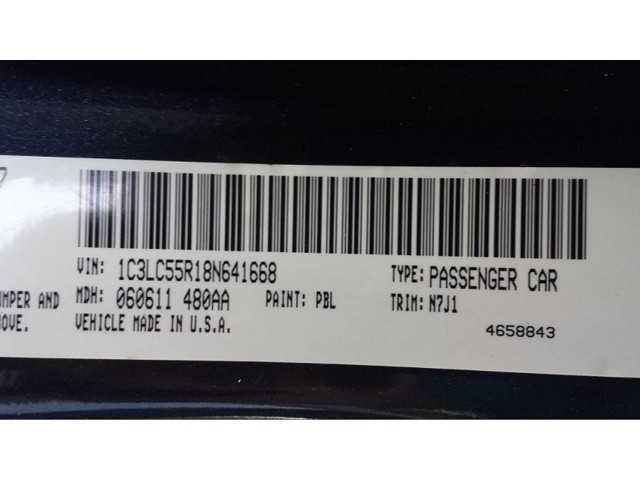 7
VIN: 1C3LC55R18N641668
TYPE: PASSENGER CAR
UMPER AND
MDH: 060611 480AA PAINT: PBL
TRIM: N7J1
OVE.
VEHICLE MADE IN U.S.A.
4658843